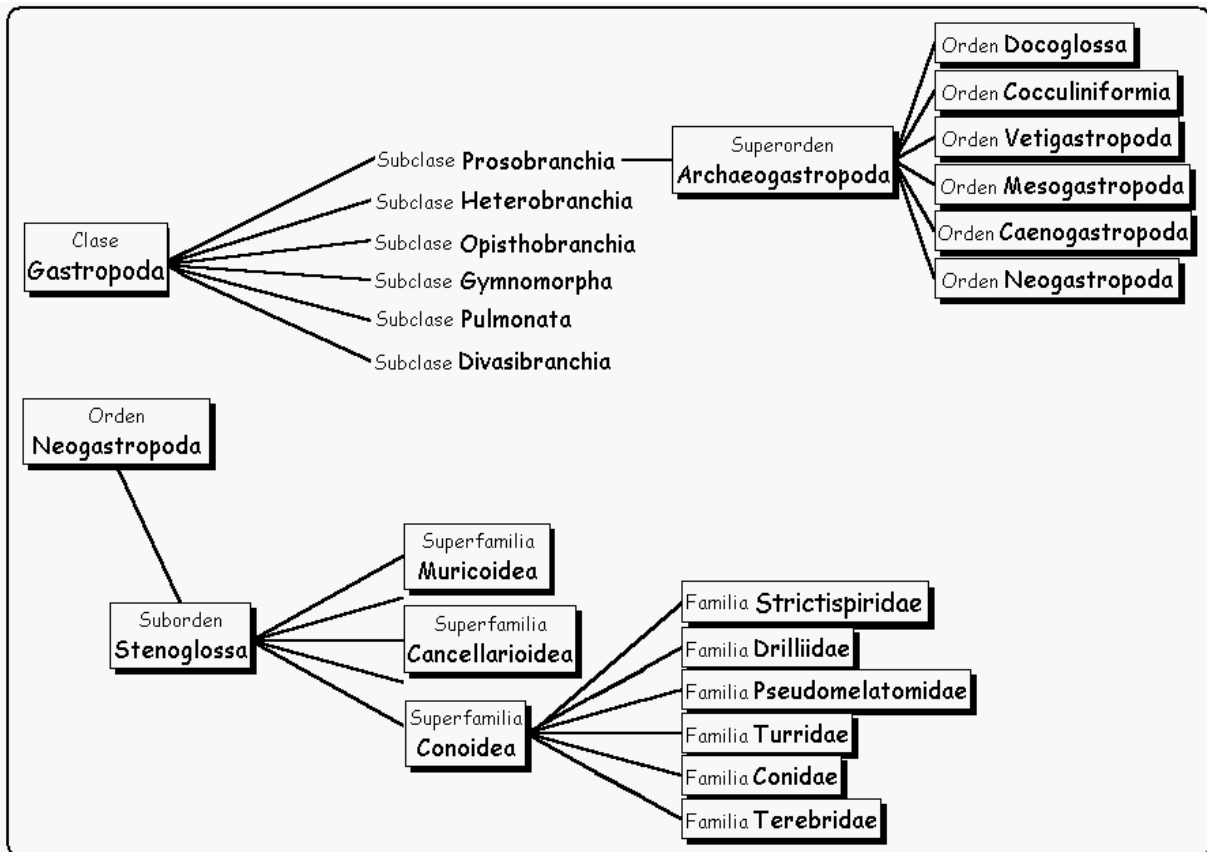 Orden Docoglossa
Orden Cocculiniformia
Orden Vetigastropoda
Orden Mesogastropoda
Orden Caenogastropoda
Orden Neogastropoda
Superorden
Archaeogastropoda
Subclase Prosobranchia
Subclase Heterobranchia
Subclase Opisthobranchia
Subclase Gymnomorpha
Subclase Pulmonata
Subclase Divasibranchia
Clase
Gastropoda
Orden
Neogastropoda
Suborden
Stenoglossa
Superfamilia
Muricoidea
Superfamilia
Cancellarioidea
Superfamilia
Conoidea
Familia Strictispiridae
Familia Drilliidae
Familia Pseudomelatomidae
Familia Turridae
Familia Conidae
Familia Terebridae